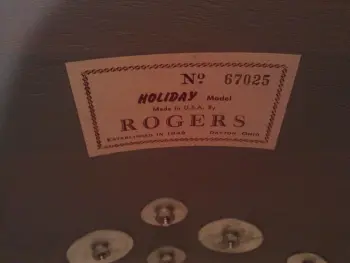 Nº 67025
HOLIDAY Model
Made in U.S.A. By
ROGERS
ESTABLISHED IN 1849 DAYTON, OHIO